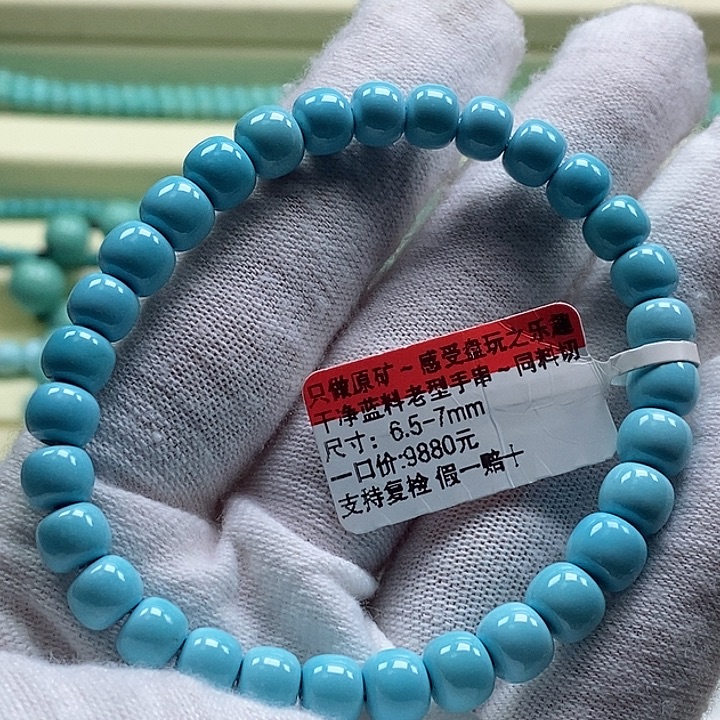 只做原矿~感受盘玩之乐趣
干净蓝料老型手串~同料切
尺寸：6.5-7mm
一口价:9880元
支持复检 假一赔十